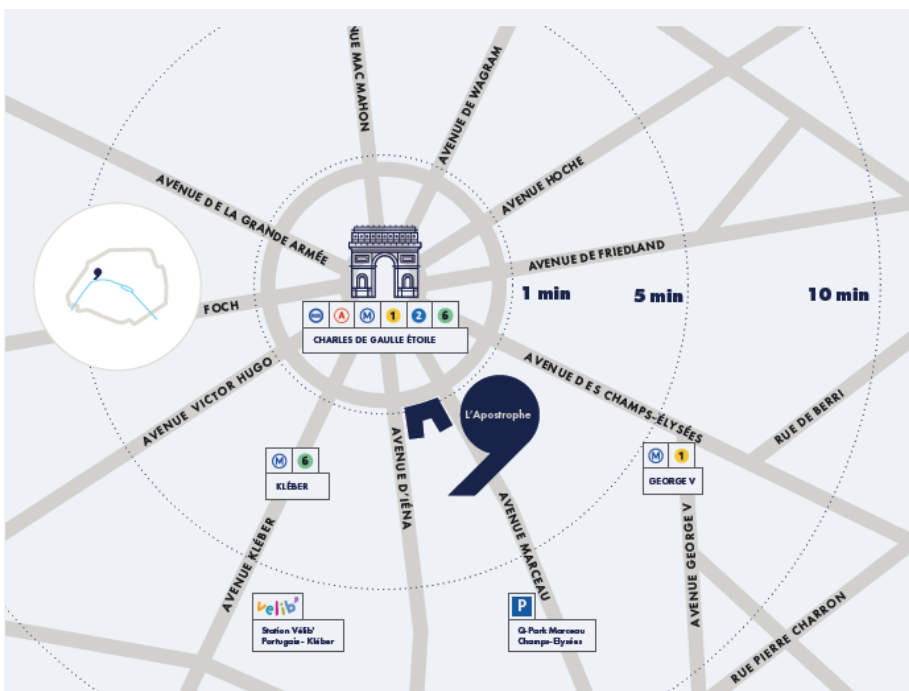 NUE MAC MAHON
AVENUE DE WAGRAM
AVENUE HOCHE
AVENUE DE LA GRANDE ARMÉE
AVENUE DE FRIEDLAND
FOCH
1 min
5 min
10 min
A
M
1
2
6
CHARLES DE GAULLE ÉTOILE
AVENUE VICTOR HUGO
AVENUE DES CHAMPS-ÉLYSÉES
RUE DE BERRI
L'Apostrophe
M
6
KLÉBER
AVENUE D'IÉNA
M
1
GEORGE V
AVENUE KLÉBER
AVENUE MARCEAU
AVENUE GEORGE V
RUE PIERRE CHARRON
velib'
Station Vélib'
Portugais - Kléber
P
Q-Park Marceau
Champs-Elysées